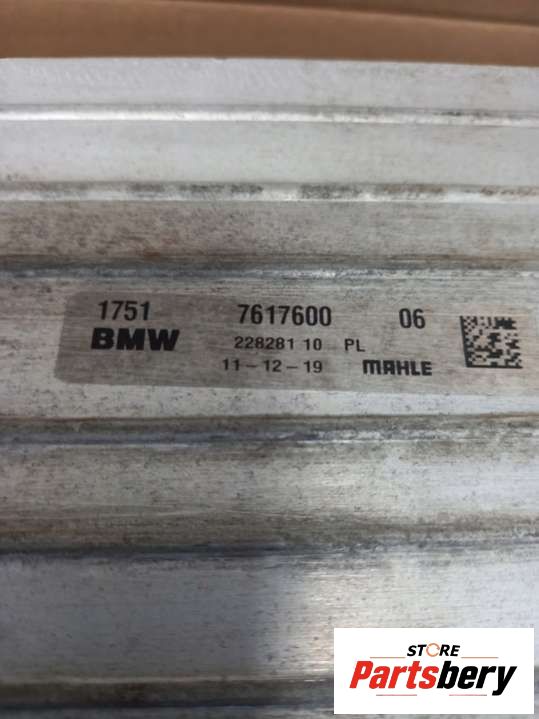 1751 7617600 06
BMW 228281 10 PL
11-12-19 MAHLE
STORE
Partsbery